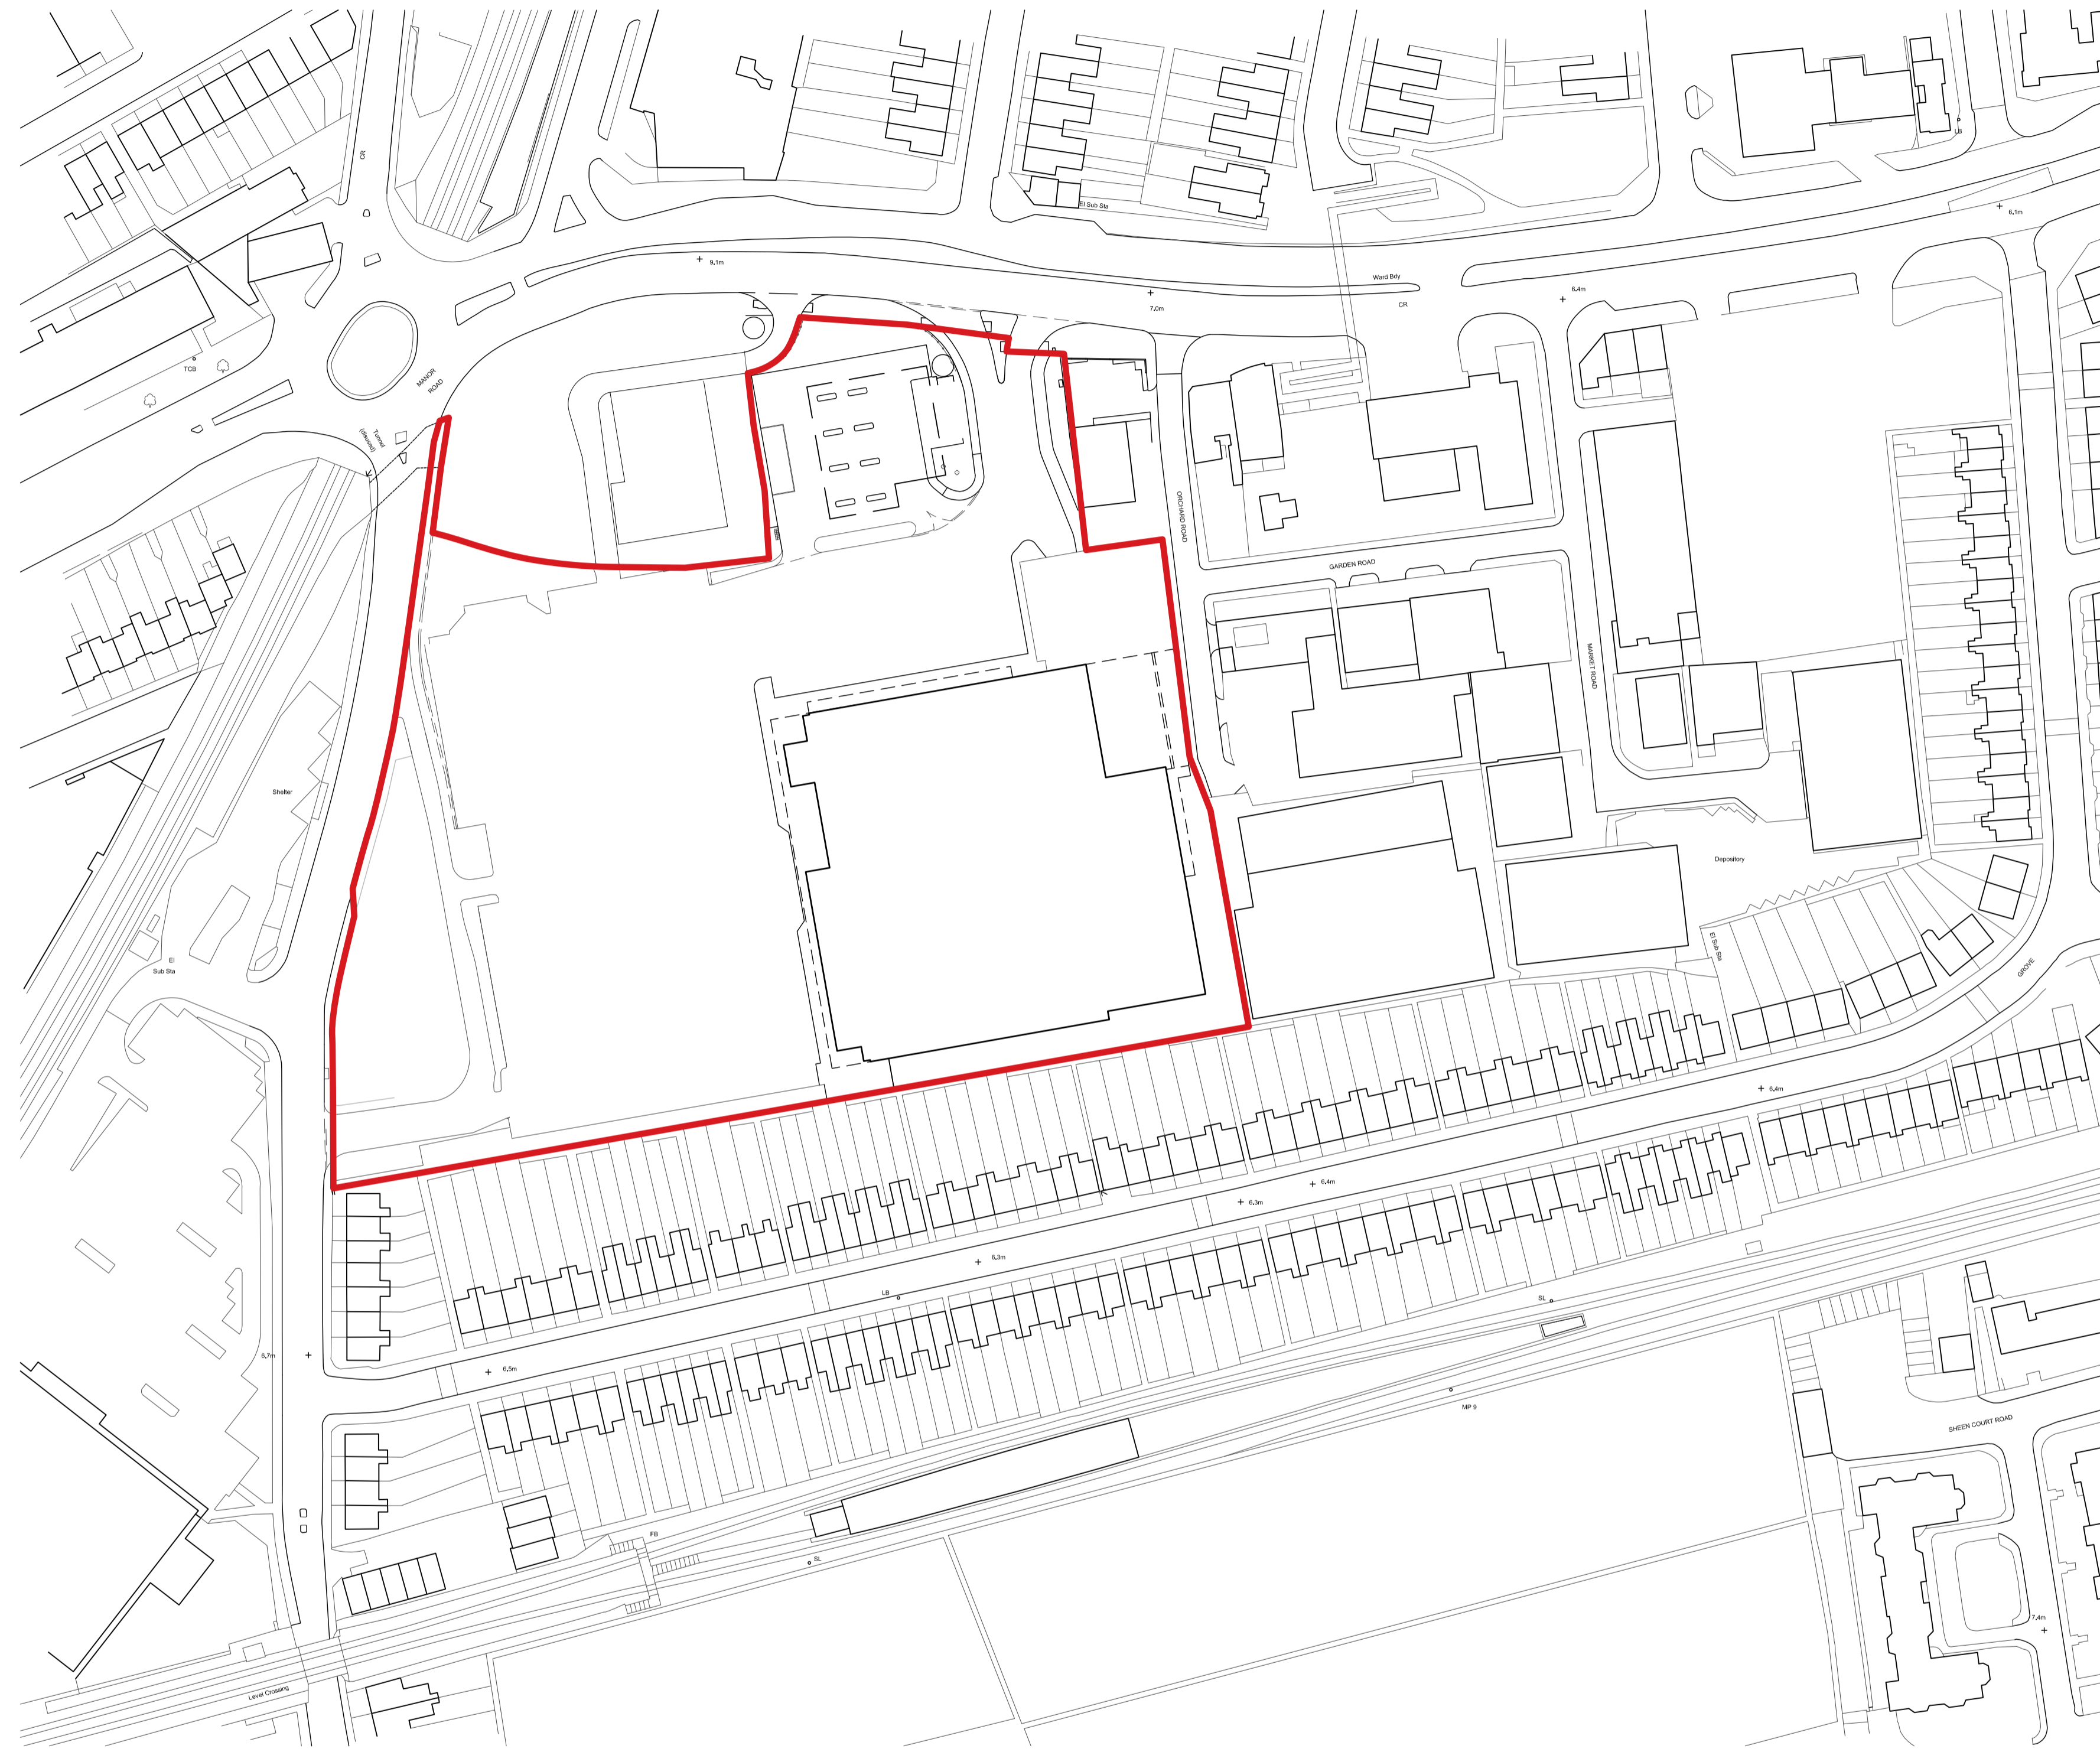 CR
LB
El Sub Sta
6.1m
9.1m
Ward Bdy
6.4m
CR
7.0m
TCB
MANOR
ROAD
Tunnel
(disused)
ORCHARD ROAD
GARDEN ROAD
MARKET ROAD
Shelter
Depository
El Sub Sta
El
Sub Sta
GROVE
6.4m
6.4m
6.3m
6.3m
LB
SL
6.7m
6.5m
MP 9
SHEEN COURT ROAD
FB
SL
7.4m
Level Crossing